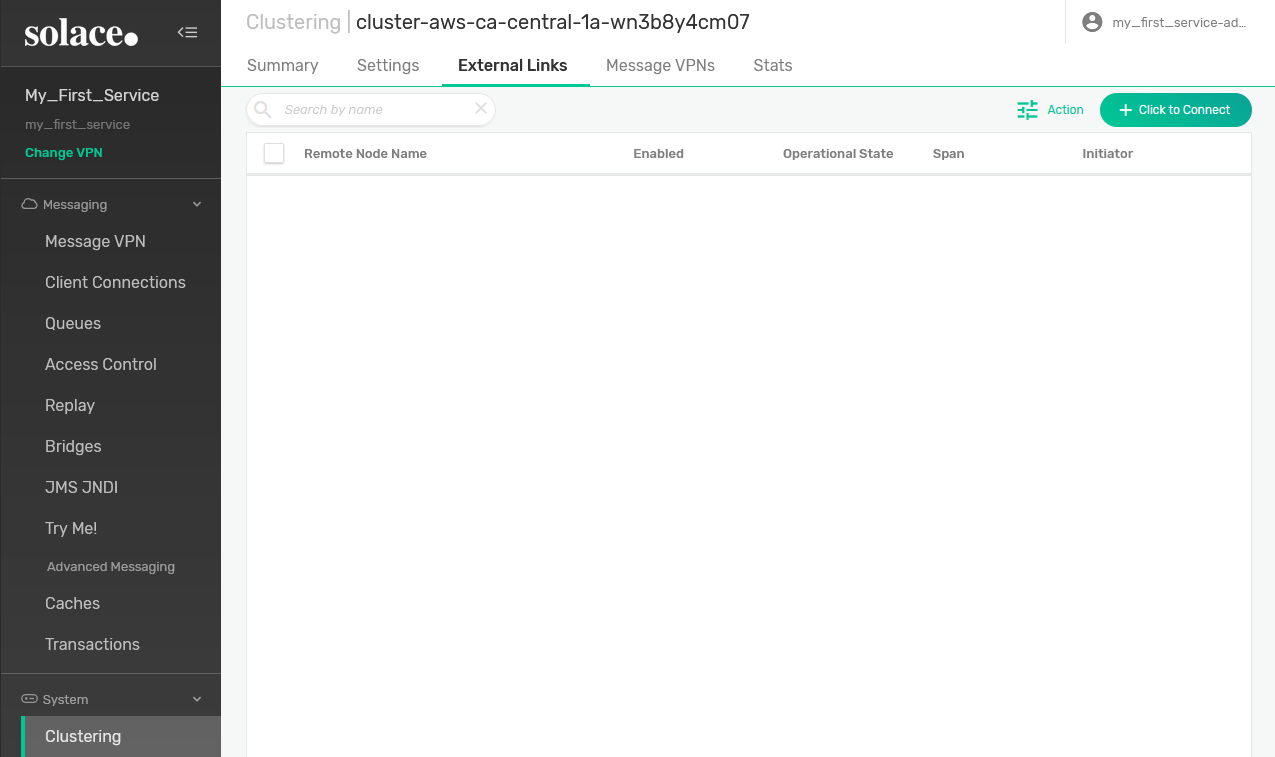 solace.
My_First_Service
my_first_service
Change VPN
Messaging
Message VPN
Client Connections
Queues
Access Control
Replay
Bridges
JMS JNDI
Try Me!
Advanced Messaging
Caches
Transactions
System
Clustering
Clustering | cluster-aws-ca-central-1a-wn3b8y4cm07
my_first_service-ad...
Summary Settings External Links Message VPNs Stats
Search by name
Action
Click to Connect
Remote Node Name Enabled Operational State Span Initiator